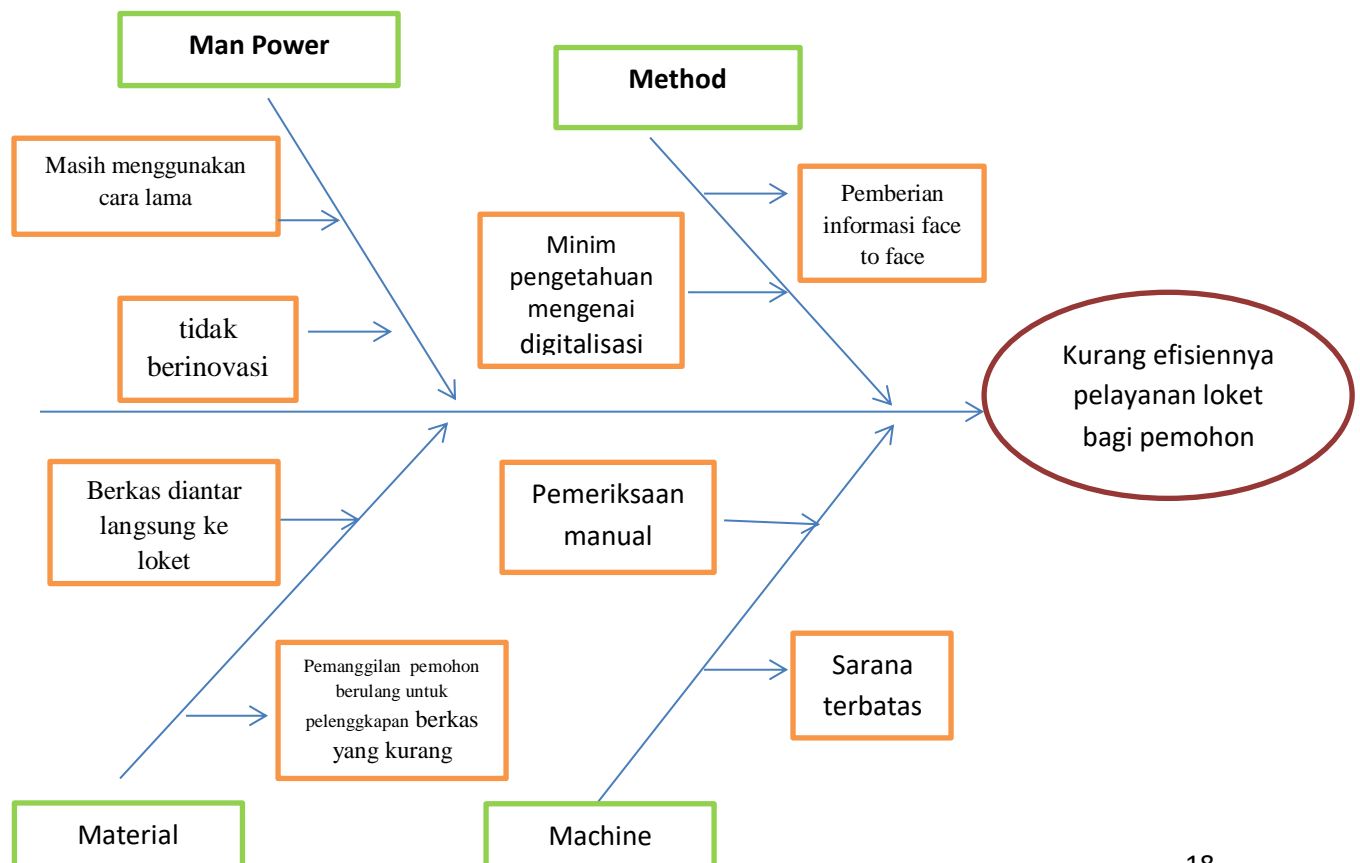 Man Power
Method
Masih menggunakan
cara lama
Pemberian
informasi face
to face
Minim
pengetahuan
mengenai
digitalisasi
tidak
berinovasi
Kurang efisiennya
pelayanan loket
bagi pemohon
Berkas diantar
langsung ke
loket
Pemeriksaan
manual
Pemanggilan pemohon
berulang untuk
pelenggkapan berkas
yang kurang
Sarana
terbatas
Material
Machine
18